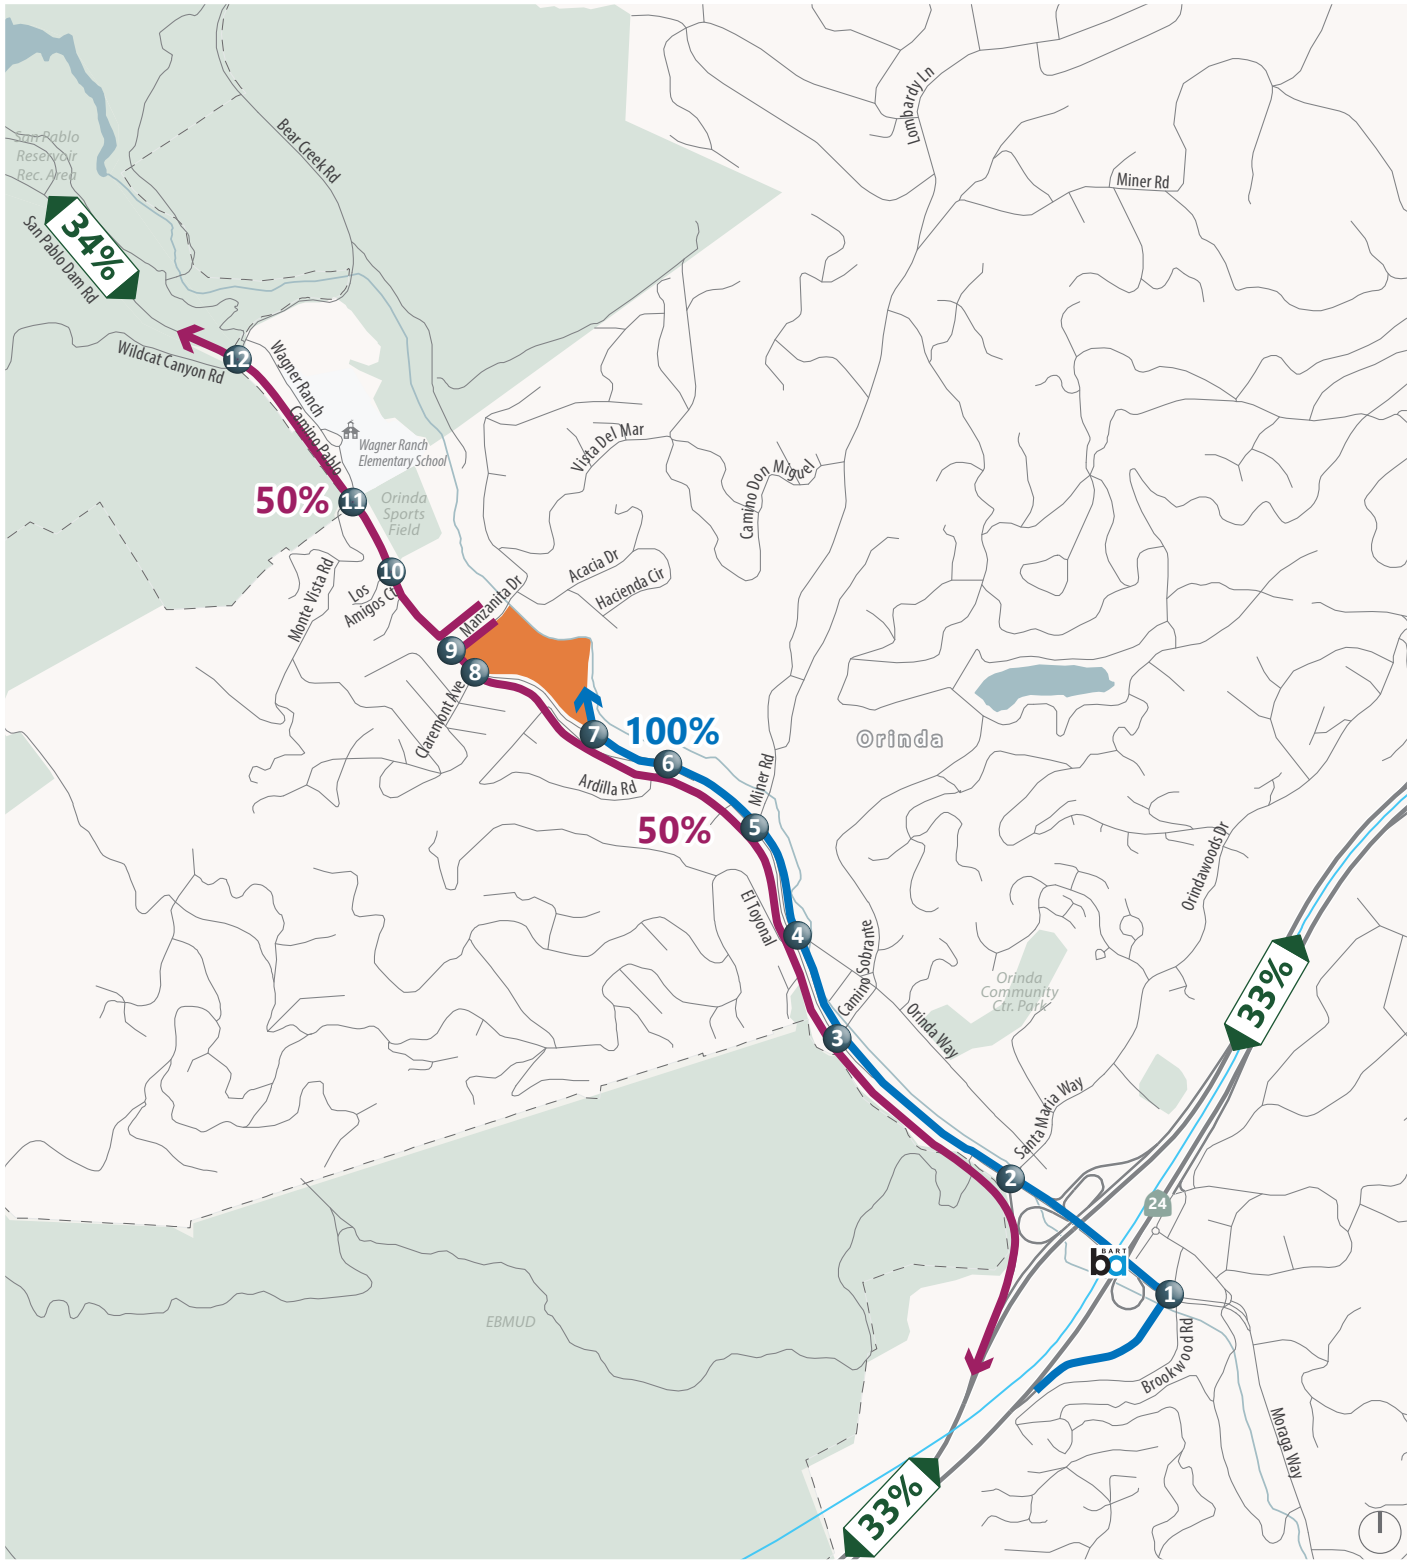 Lombardy Ln
Bear Creek Rd
San Pablo
Reservoir
Rec. Area
Miner Rd
34%
San Pablo Dam Rd
Wildcat Canyon Rd
12
Wagner Ranch
Camino Pablo
Wagner Ranch
Elementary School
Vista Del Mar
Camino Don Miguel
50%
11
Orinda
Sports
Field
10
Acacia Dr
Hacienda Cir
Monte Vista Rd
Los
Amigos Ct
Manzanita Dr
9
8
Claremont Ave
7
100%
6
Orinda
Ardilla Rd
Miner Rd
50%
5
Orindawoods Dr
El Toyonal
4
Camino Sobrante
33%
Orinda
Community
Ctr. Park
Orinda Way
3
Santa Maria Way
2
24
BART
ba
1
EBMUD
Brookwood Rd
Moraga Way
33%